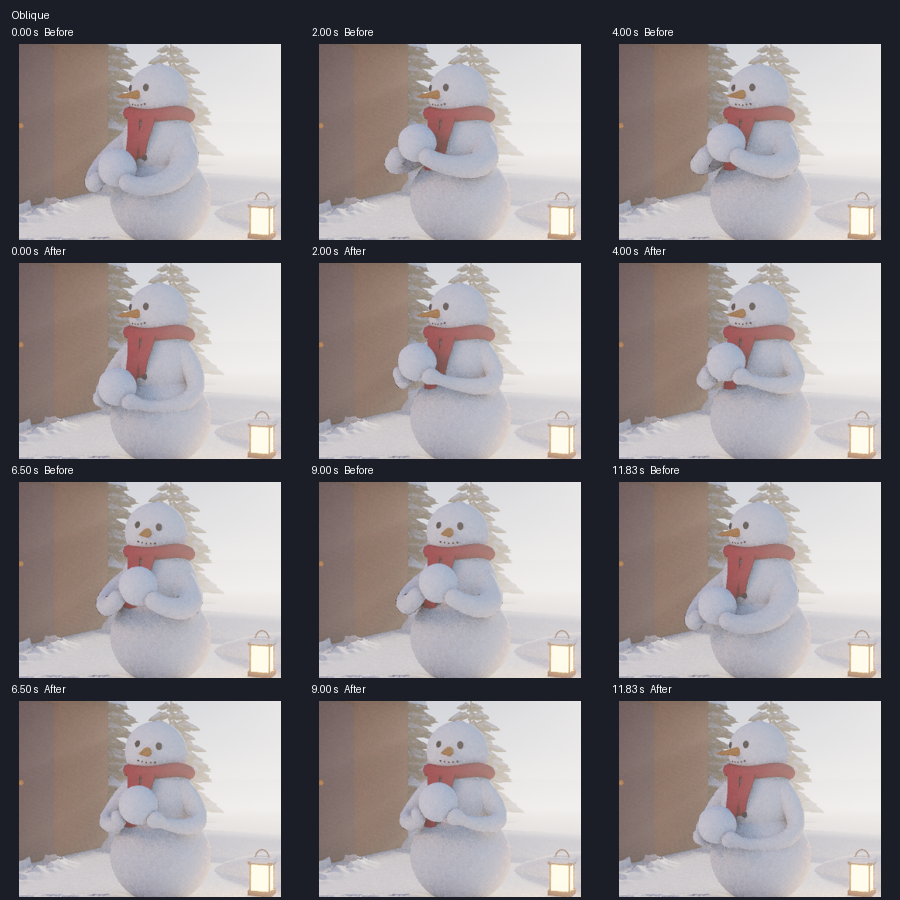 Oblique
0.00 s Before
2.00 s Before
4.00 s Before
0.00 s After
2.00 s After
4.00 s After
6.50 s Before
9.00 s Before
11.83 s Before
6.50 s After
9.00 s After
11.83 s After